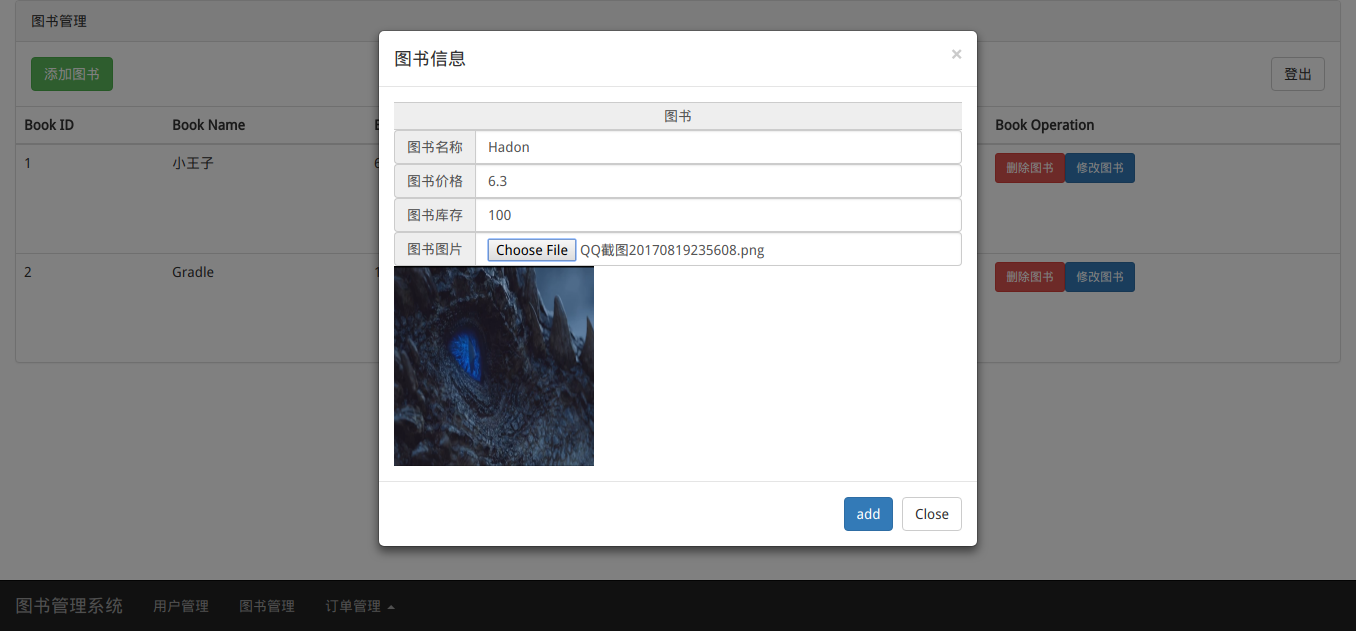 图书管理
添加图书
登出
Book ID
Book Name
Book Operation
1
小王子
6
删除图书
修改图书
2
Gradle
1
删除图书
修改图书
图书信息
×
图书
图书名称
Hadon
图书价格
6.3
图书库存
100
图书图片
Choose File QQ截图20170819235608.png
add
Close
图书管理系统
用户管理
图书管理
订单管理